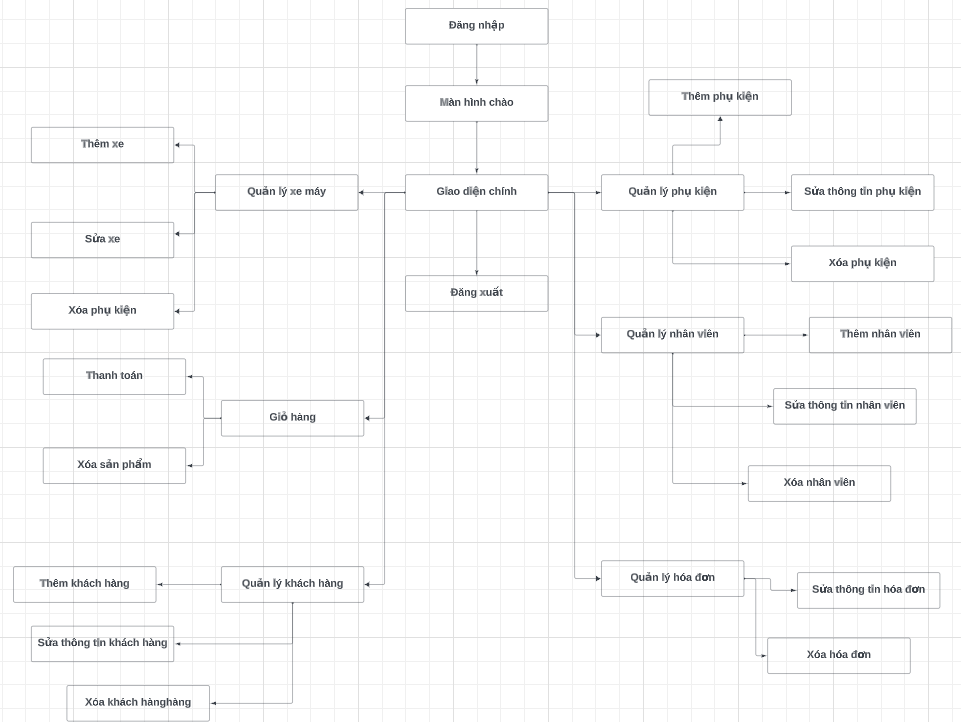 Đăng nhập
Màn hình chào
Thêm phụ kiện
Thêm xe
Quản lý xe máy
Giao diện chính
Quản lý phụ kiện
Sửa thông tin phụ kiện
Sửa xe
Xóa phụ kiện
Đăng xuất
Xóa phụ kiện
Quản lý nhân viên
Thêm nhân viên
Thanh toán
Giỏ hàng
Sửa thông tin nhân viên
Xóa sản phẩm
Xóa nhân viên
Thêm khách hàng
Quản lý khách hàng
Quản lý hóa đơn
Sửa thông tin hóa đơn
Sửa thông tin khách hàng
Xóa hóa đơn
Xóa khách hànghàng